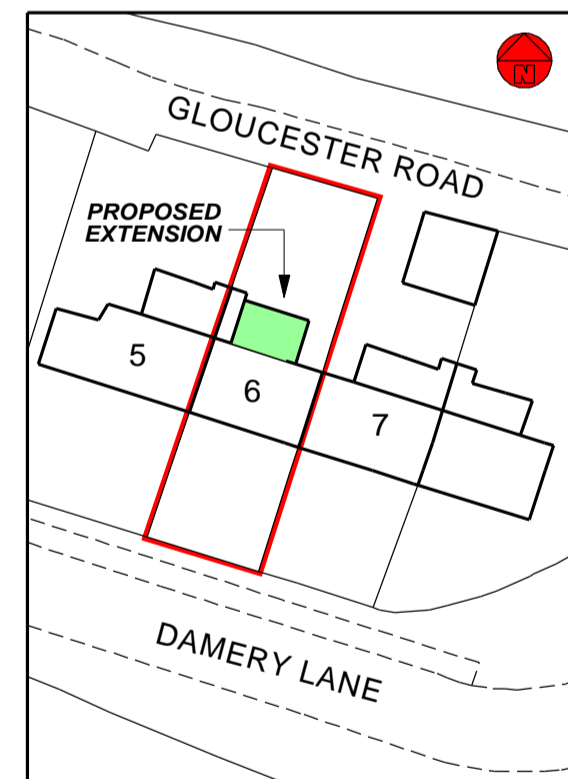 N
GLOUCESTER ROAD
PROPOSED
EXTENSION
5
6
7
DAMERY LANE